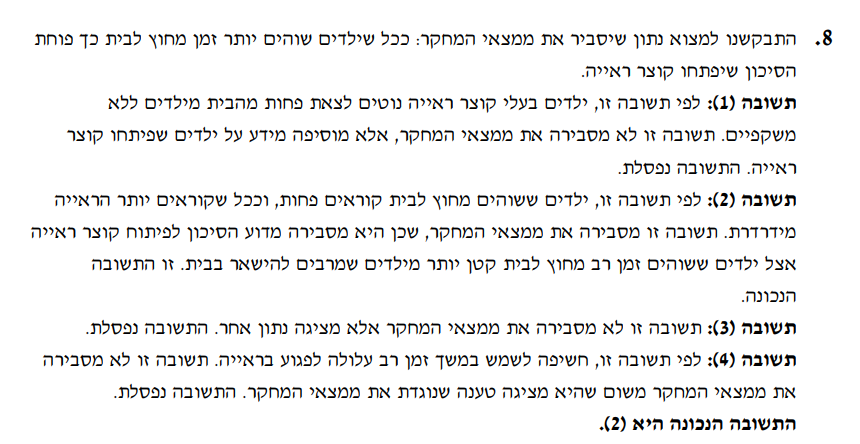 8. התבקשנו למצוא נתון שיסביר את ממצאי המחקר: ככל שילדים שוהים יותר זמן מחוץ לבית כך פוחת
הסיכון שיפתחו קוצר ראייה.
תשובה (1): לפי תשובה זו, ילדים בעלי קוצר ראייה נוטים לצאת פחות מהבית מילדים ללא
משקפיים. תשובה זו לא מסבירה את ממצאי המחקר, אלא מוסיפה מידע על ילדים שפיתחו קוצר
ראייה. התשובה נפסלת.
תשובה (2): לפי תשובה זו, ילדים ששוהים מחוץ לבית קוראים פחות, וככל שקוראים יותר הראייה
מידרדרת. תשובה זו מסבירה את ממצאי המחקר, שכן היא מסבירה מדוע הסיכון לפיתוח קוצר ראייה
אצל ילדים ששוהים זמן רב מחוץ לבית קטן יותר מילדים שמרבים להישאר בבית. זו התשובה
הנכונה.
תשובה (3): תשובה זו לא מסבירה את ממצאי המחקר אלא מציגה נתון אחר. התשובה נפסלת.
תשובה (4): לפי תשובה זו, חשיפה לשמש במשך זמן רב עלולה לפגוע בראייה. תשובה זו לא מסבירה
את ממצאי המחקר משום שהיא מציגה טענה שנוגדת את ממצאי המחקר. התשובה נפסלת.
התשובה הנכונה היא (2).